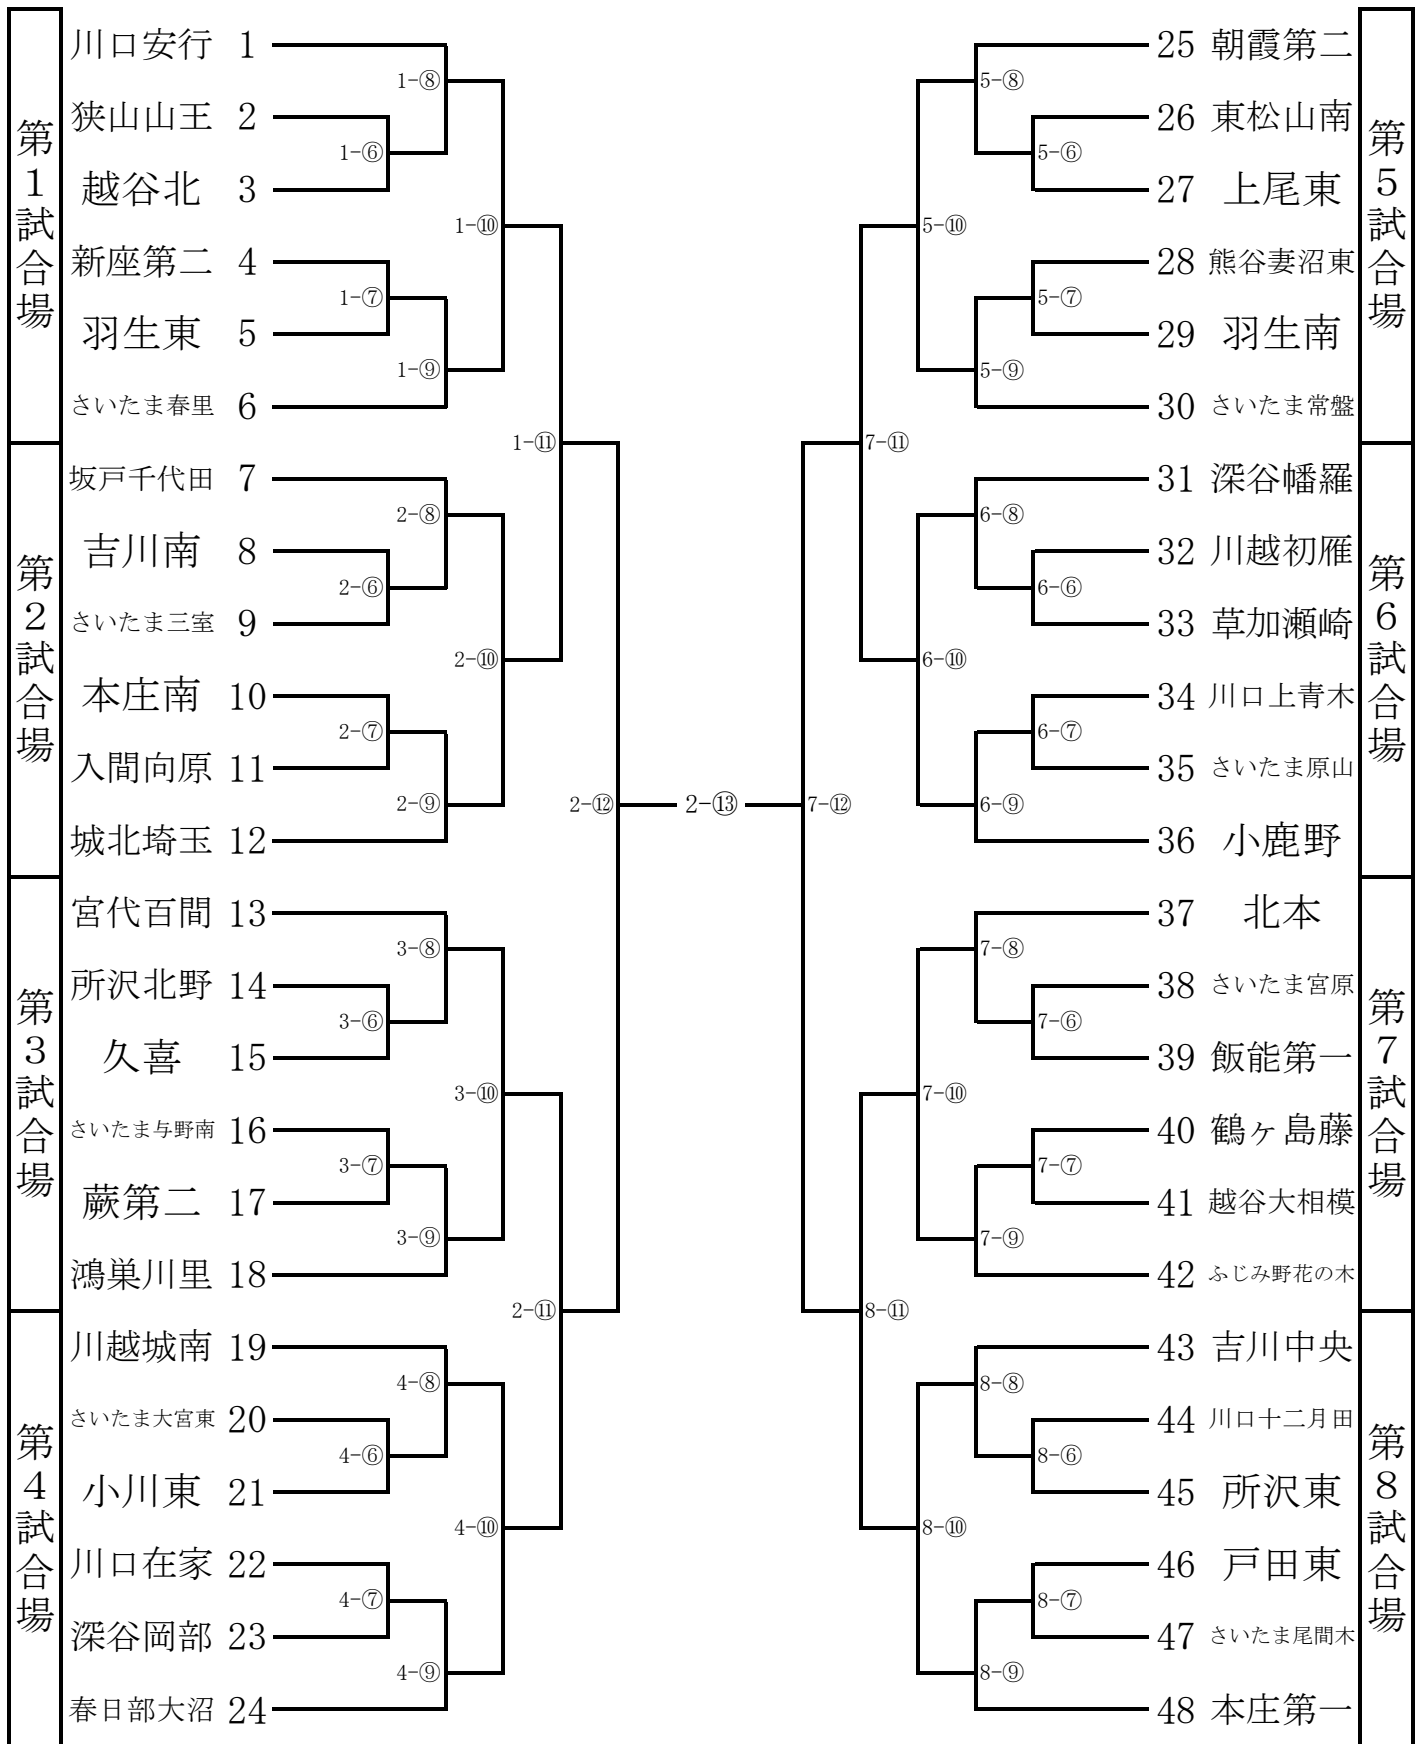 第1試合場
川口安行 1
1-⑧
狭山山王 2
1-⑥
越谷北 3
1-⑩
新座第二 4
1-⑦
羽生東 5
1-⑨
さいたま春里 6
1-⑪
第2試合場
坂戸千代田 7
2-⑧
吉川南 8
2-⑥
さいたま三室 9
2-⑩
本庄南 10
2-⑦
入間向原 11
2-⑨
城北埼玉 12
2-⑫
第3試合場
宮代百間 13
3-⑧
所沢北野 14
3-⑥
久喜 15
3-⑩
さいたま与野南 16
3-⑦
蕨第二 17
3-⑨
鴻巣川里 18
2-⑪
第4試合場
川越城南 19
4-⑧
さいたま大宮東 20
4-⑥
小川東 21
4-⑩
川口在家 22
4-⑦
深谷岡部 23
4-⑨
春日部大沼 24
2-⑬
第5試合場
25 朝霞第二
5-⑧
26 東松山南
5-⑥
27 上尾東
5-⑩
28 熊谷妻沼東
5-⑦
29 羽生南
5-⑨
30 さいたま常盤
7-⑪
第6試合場
31 深谷幡羅
6-⑧
32 川越初雁
6-⑥
33 草加瀬崎
6-⑩
34 川口上青木
6-⑦
35 さいたま原山
6-⑨
36 小鹿野
7-⑫
第7試合場
37 北本
7-⑧
38 さいたま宮原
7-⑥
39 飯能第一
7-⑩
40 鶴ヶ島藤
7-⑦
41 越谷大相模
7-⑨
42 ふじみ野花の木
8-⑪
第8試合場
43 吉川中央
8-⑧
44 川口十二月田
8-⑥
45 所沢東
8-⑩
46 戸田東
8-⑦
47 さいたま尾間木
8-⑨
48 本庄第一